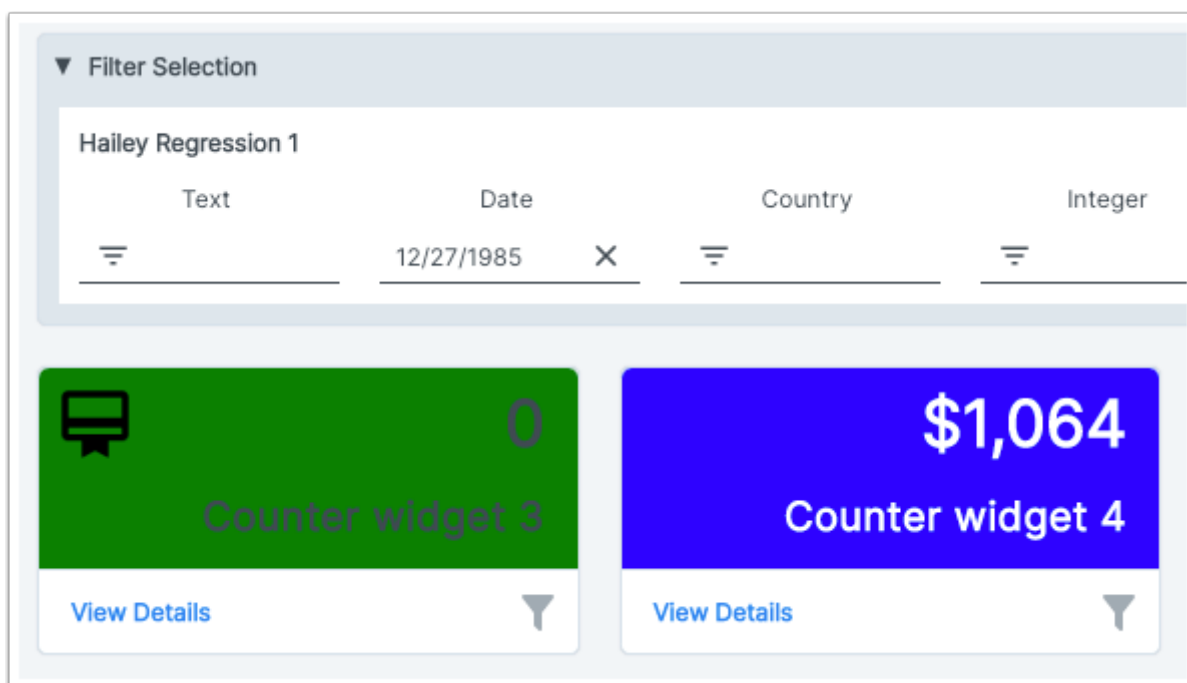 ▼ Filter Selection
Hailey Regression 1
Text Date Country Integer
12/27/1985
0 $1,064
Counter widget 3 Counter widget 4
View Details View Details